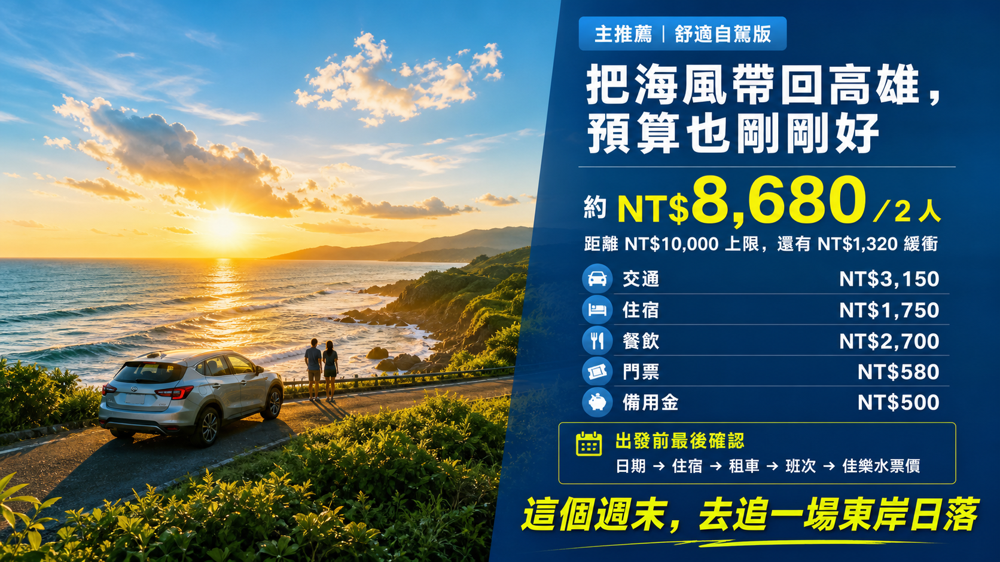 主推薦｜舒適自駕版
把海風帶回高雄，
預算也剛剛好
約 NT$8,680／2 人
距離 NT$10,000 上限，還有 NT$1,320 緩衝
交通 NT$3,150
住宿 NT$1,750
餐飲 NT$2,700
門票 NT$580
備用金 NT$500
出發前最後確認
日期 → 住宿 → 租車 → 班次 → 佳樂水票價
這個週末，去追一場東岸日落